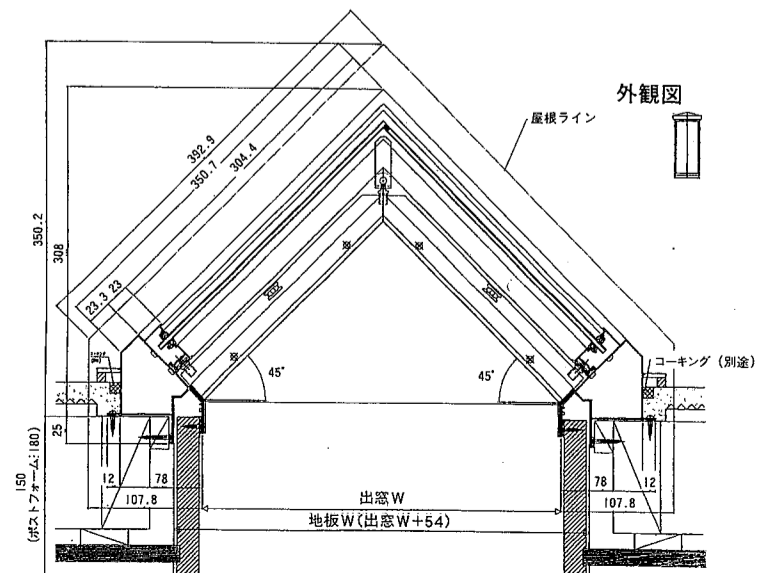 外観図
屋根ライン
392.9
350.7
304.4
350.2
308
23.3 23
45°
45°
コーキング（別途）
25
150
(ポストフォーム:180)
12
78
107.8
出窓W
地板W(出窓W+54)
78
12
107.8